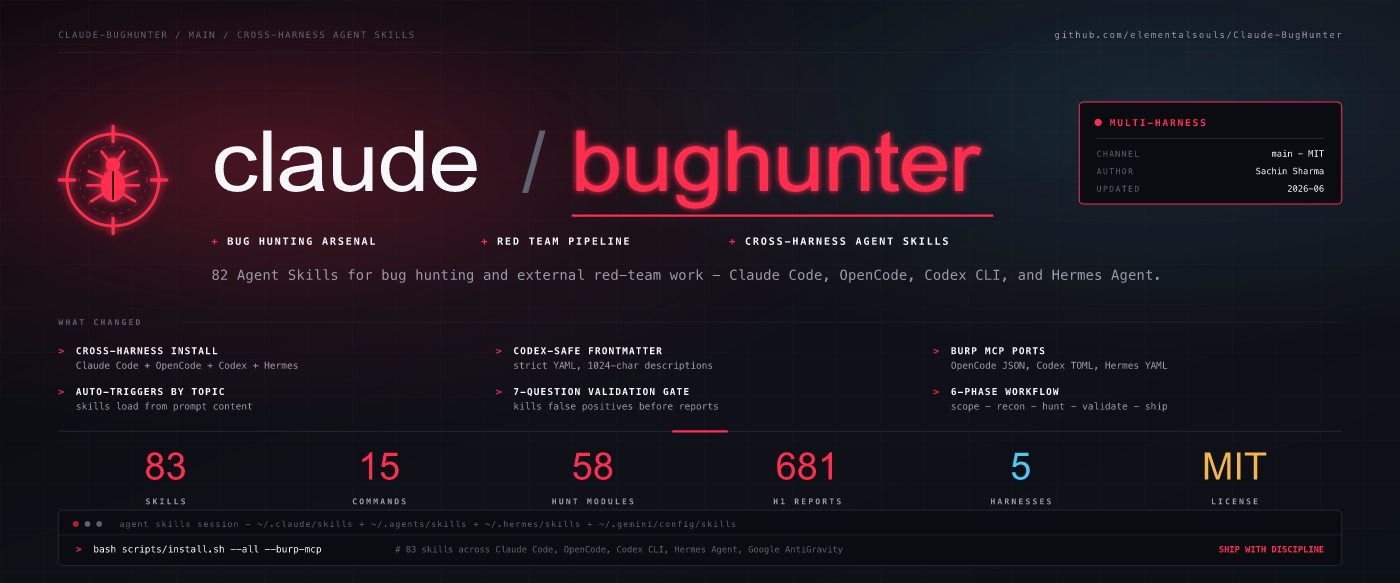 CLAUDE-BUGHUNTER / MAIN / CROSS-HARNESS AGENT SKILLS
github.com/elementalsouls/Claude-BugHunter
claude / bughunter
MULTI-HARNESS
CHANNEL main - MIT
AUTHOR Sachin Sharma
UPDATED 2026-06
+ BUG HUNTING ARSENAL + RED TEAM PIPELINE + CROSS-HARNESS AGENT SKILLS
82 Agent Skills for bug hunting and external red-team work - Claude Code, OpenCode, Codex CLI, and Hermes Agent.
WHAT CHANGED
> CROSS-HARNESS INSTALL
Claude Code + OpenCode + Codex + Hermes
> CODEX-SAFE FRONTMATTER
strict YAML, 1024-char descriptions
> BURP MCP PORTS
OpenCode JSON, Codex TOML, Hermes YAML
> AUTO-TRIGGERS BY TOPIC
skills load from prompt content
> 7-QUESTION VALIDATION GATE
kills false positives before reports
> 6-PHASE WORKFLOW
scope - recon - hunt - validate - ship
83 15 58 681 5 MIT
SKILLS COMMANDS HUNT MODULES H1 REPORTS HARNESSES LICENSE
agent skills session - ~/.claude/skills + ~/.agents/skills + ~/.hermes/skills + ~/.gemini/config/skills
> bash scripts/install.sh --all --burp-mcp # 83 skills across Claude Code, OpenCode, Codex CLI, Hermes Agent, Google AntiGravity SHIP WITH DISCIPLINE